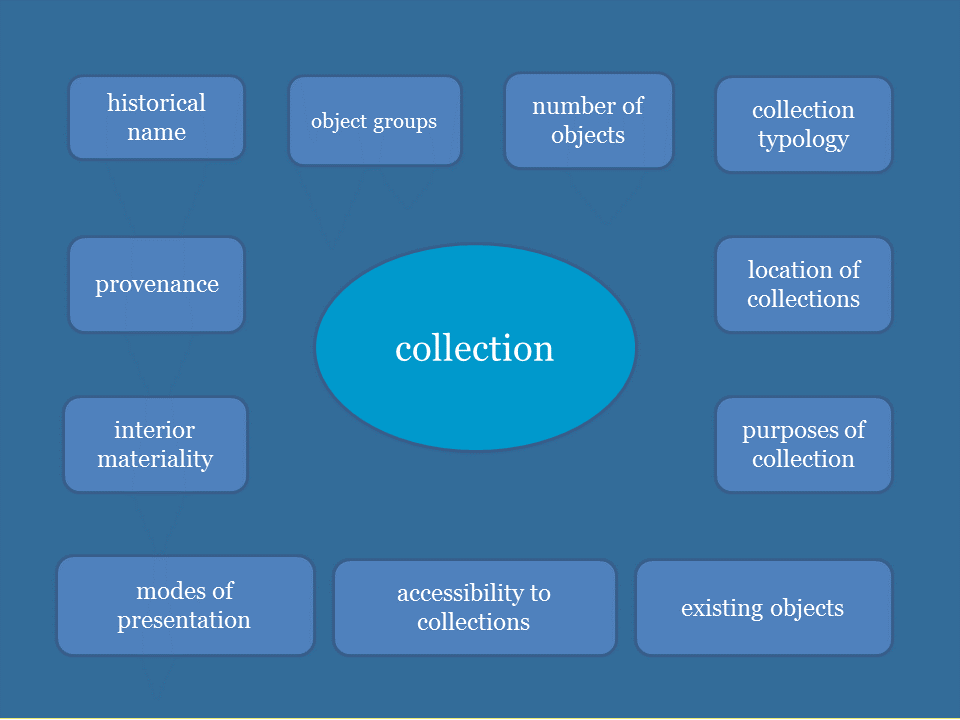 historical
name
object groups
number of
objects
collection
typology
provenance
location of
collections
collection
interior
materiality
purposes of
collection
modes of
presentation
accessibility to
collections
existing objects